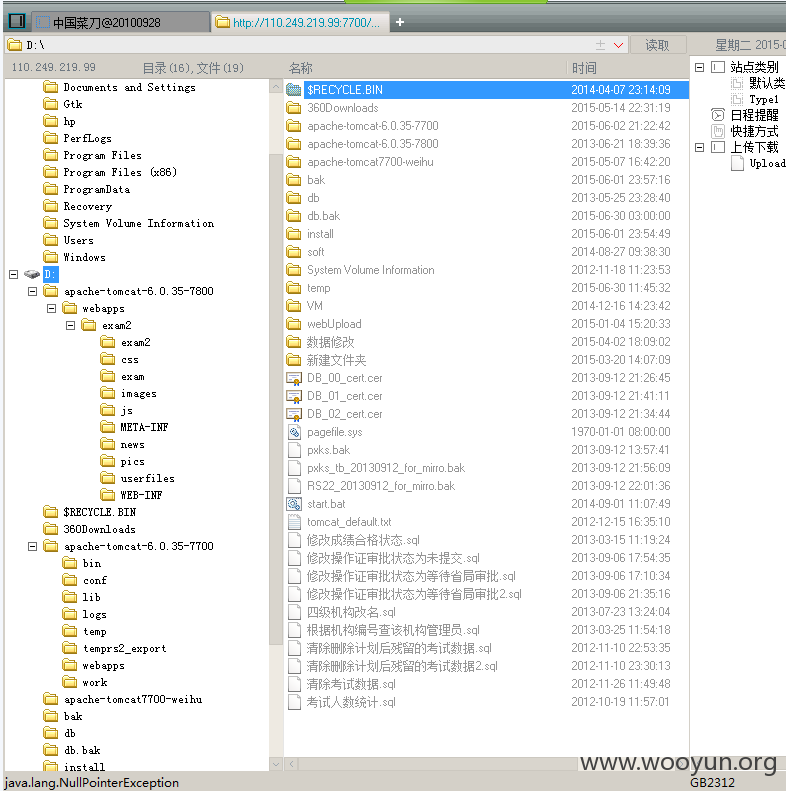 中国菜刀@20100928
http://110.249.219.99:7700/...
+
D:\
读取
星期二 2015-0
110.249.219.99
目录(16),文件(19)
名称
时间
Documents and Settings
Gtk
hp
PerfLogs
Program Files
Program Files (x86)
ProgramData
Recovery
System Volume Information
Users
Windows
D:
apache-tomcat-6.0.35-7800
webapps
exam2
exam2
css
exam
images
js
META-INF
news
pics
userfiles
WEB-INF
$RECYCLE.BIN
360Downloads
apache-tomcat-6.0.35-7700
bin
conf
lib
logs
temp
temprs2_export
webapps
work
apache-tomcat7700-weihu
bak
db
db.bak
install
$RECYCLE.BIN 2014-04-07 23:14:09
360Downloads 2015-05-14 22:31:19
apache-tomcat-6.0.35-7700 2015-06-02 21:22:42
apache-tomcat-6.0.35-7800 2013-06-21 18:39:36
apache-tomcat7700-weihu 2015-05-07 16:42:20
bak 2015-06-01 23:57:16
db 2013-05-25 23:28:40
db.bak 2015-06-30 03:00:00
install 2015-06-01 23:54:49
soft 2014-08-27 09:38:30
System Volume Information 2012-11-18 11:23:53
temp 2015-06-30 11:45:32
VM 2014-12-16 14:23:42
webUpload 2015-01-04 15:20:33
数据修改 2015-04-02 18:09:02
新建文件夹 2015-03-20 14:07:09
DB_00_cert.cer 2013-09-12 21:26:45
DB_01_cert.cer 2013-09-12 21:41:11
DB_02_cert.cer 2013-09-12 21:34:44
pagefile.sys 1970-01-01 08:00:00
pxks.bak 2013-09-12 13:57:41
pxks_tb_20130912_for_mirro.bak 2013-09-12 21:56:09
RS22_20130912_for_mirro.bak 2013-09-12 22:01:36
start.bat 2014-09-01 11:07:49
tomcat_default.txt 2012-12-15 16:35:10
修改成绩合格状态.sql 2013-03-15 11:19:24
修改操作证审批状态为未提交.sql 2013-09-06 17:54:35
修改操作证审批状态为等待省局审批.sql 2013-09-06 17:10:34
修改操作证审批状态为等待省局审批2.sql 2013-09-06 21:35:16
四级机构改名.sql 2013-07-23 13:24:04
根据机构编号查该机构管理员.sql 2013-03-25 11:54:18
清除删除计划后残留的考试数据.sql 2012-11-10 22:53:35
清除删除计划后残留的考试数据2.sql 2012-11-10 23:30:13
清除考试数据.sql 2012-11-26 11:49:48
考试人数统计.sql 2012-10-19 11:57:01
站点类别
默认类
Type1
日程提醒
快捷方式
上传下载
Upload
www.wooyun.org
java.lang.NullPointerException
GB2312